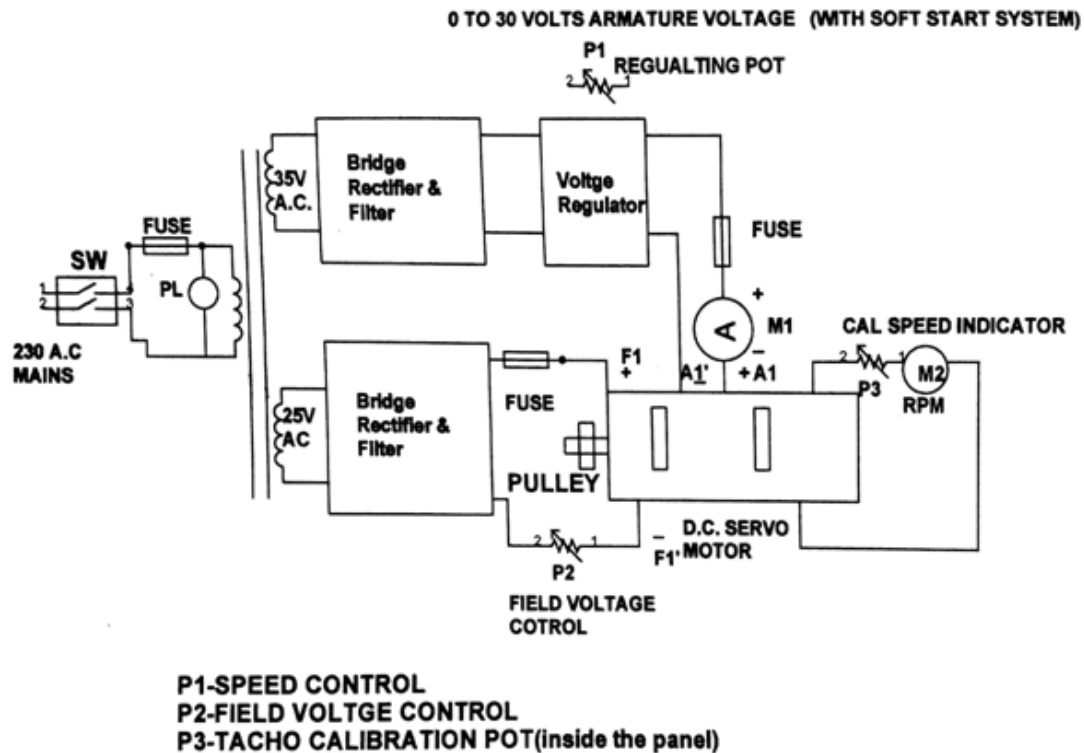 0 TO 30 VOLTS ARMATURE VOLTAGE (WITH SOFT START SYSTEM)
P1
2 1
REGUALTING POT
35V
A.C.
Bridge
Rectifier &
Filter
Voltge
Regulator
FUSE
FUSE
SW
PL
1 4
2 3
230 A.C
MAINS
A
+
M1
–
CAL SPEED INDICATOR
2 1
M2
P3
RPM
F1
+
A1'
+A1
25V
AC
Bridge
Rectifier &
Filter
FUSE
PULLEY
2 1
P2
–
F1'
D.C. SERVO
MOTOR
FIELD VOLTAGE
COTROL
P1-SPEED CONTROL
P2-FIELD VOLTGE CONTROL
P3-TACHO CALIBRATION POT(inside the panel)